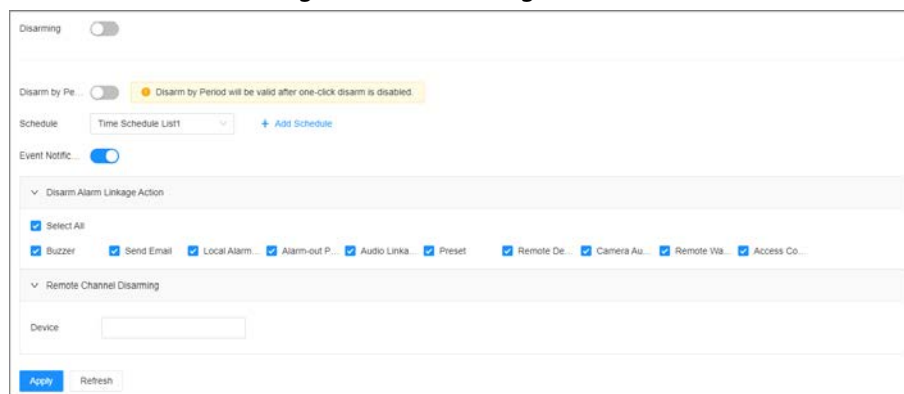 Disarming
Disarm by Pe... Disarm by Period will be valid after one-click disarm is disabled.
Schedule Time Schedule List1 + Add Schedule
Event Notific...
Disarm Alarm Linkage Action
Select All
Buzzer Send Email Local Alarm... Alarm-out P... Audio Linka... Preset Remote De... Camera Au... Remote Wa... Access Co...
Remote Channel Disarming
Device
Apply Refresh